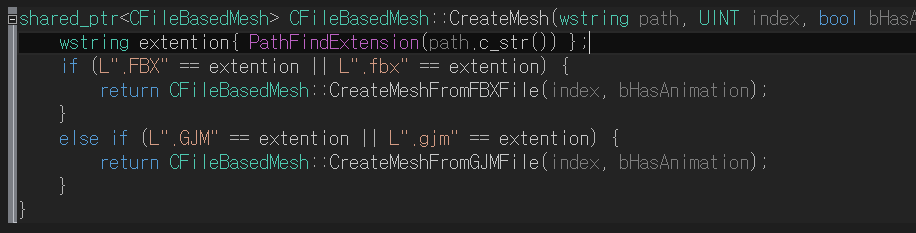 shared_ptr<CFileBasedMesh> CFileBasedMesh::CreateMesh(wstring path, UINT index, bool bHasA
wstring extention{ PathFindExtension(path.c_str()) };
if (L".FBX" == extention || L".fbx" == extention) {
return CFileBasedMesh::CreateMeshFromFBXFile(index, bHasAnimation);
}
else if (L".GJM" == extention || L".gjm" == extention) {
return CFileBasedMesh::CreateMeshFromGJMFile(index, bHasAnimation);
}
}